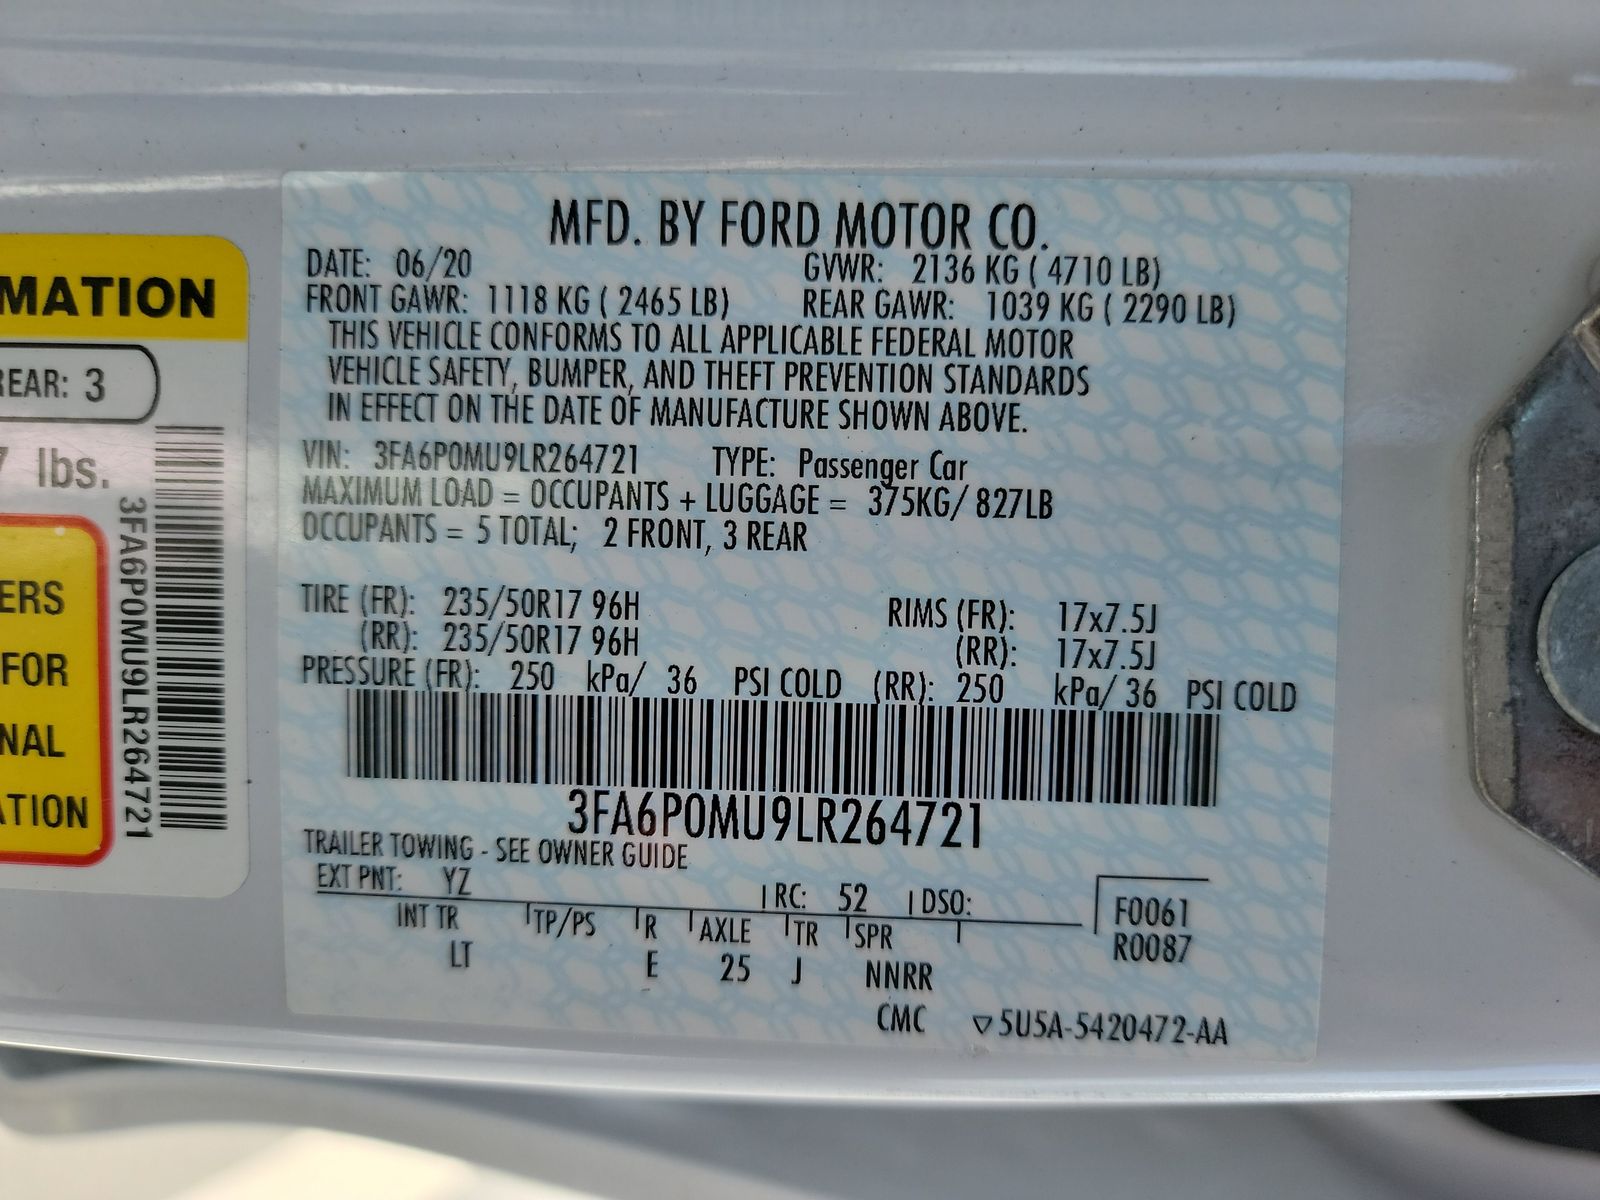 MATION
REAR: 3
7 lbs.
3FA6P0MU9LR264721
ERS
FOR
NAL
ATION
MFD. BY FORD MOTOR CO.
DATE: 06/20 GVWR: 2136 KG ( 4710 LB)
FRONT GAWR: 1118 KG ( 2465 LB) REAR GAWR: 1039 KG ( 2290 LB)
THIS VEHICLE CONFORMS TO ALL APPLICABLE FEDERAL MOTOR
VEHICLE SAFETY, BUMPER, AND THEFT PREVENTION STANDARDS
IN EFFECT ON THE DATE OF MANUFACTURE SHOWN ABOVE.
VIN: 3FA6P0MU9LR264721 TYPE: Passenger Car
MAXIMUM LOAD = OCCUPANTS + LUGGAGE = 375KG/ 827LB
OCCUPANTS = 5 TOTAL; 2 FRONT, 3 REAR
TIRE (FR): 235/50R17 96H RIMS (FR): 17x7.5J
(RR): 235/50R17 96H (RR): 17x7.5J
PRESSURE (FR): 250 kPa/ 36 PSI COLD (RR): 250 kPa/ 36 PSI COLD
3FA6P0MU9LR264721
TRAILER TOWING - SEE OWNER GUIDE
EXT PNT: YZ RC: 52 DSO:
INT TR TP/PS R AXLE TR SPR
LT E 25 J NNRR
F0061
R0087
CMC ▽5U5A-5420472-AA